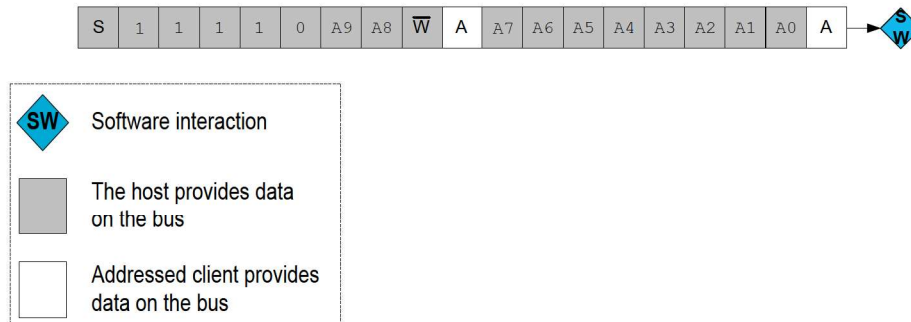 S 1 1 1 1 0 A9 A8 W̅ A A7 A6 A5 A4 A3 A2 A1 A0 A S W
SW Software interaction
The host provides data
on the bus
Addressed client provides
data on the bus